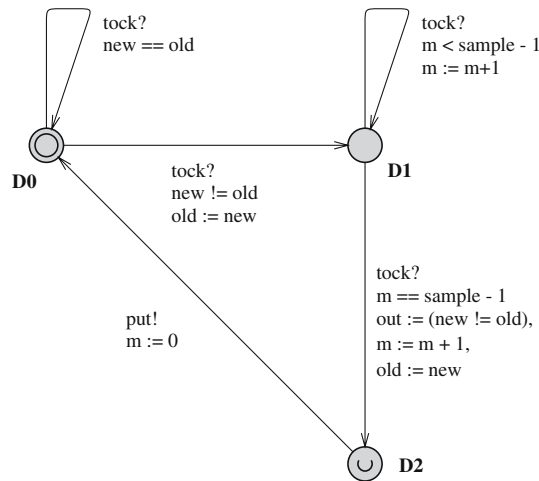 tock?
new == old
tock?
m < sample - 1
m := m+1
D0
D1
tock?
new != old
old := new
tock?
m == sample - 1
out := (new != old),
m := m + 1,
old := new
put!
m := 0
D2